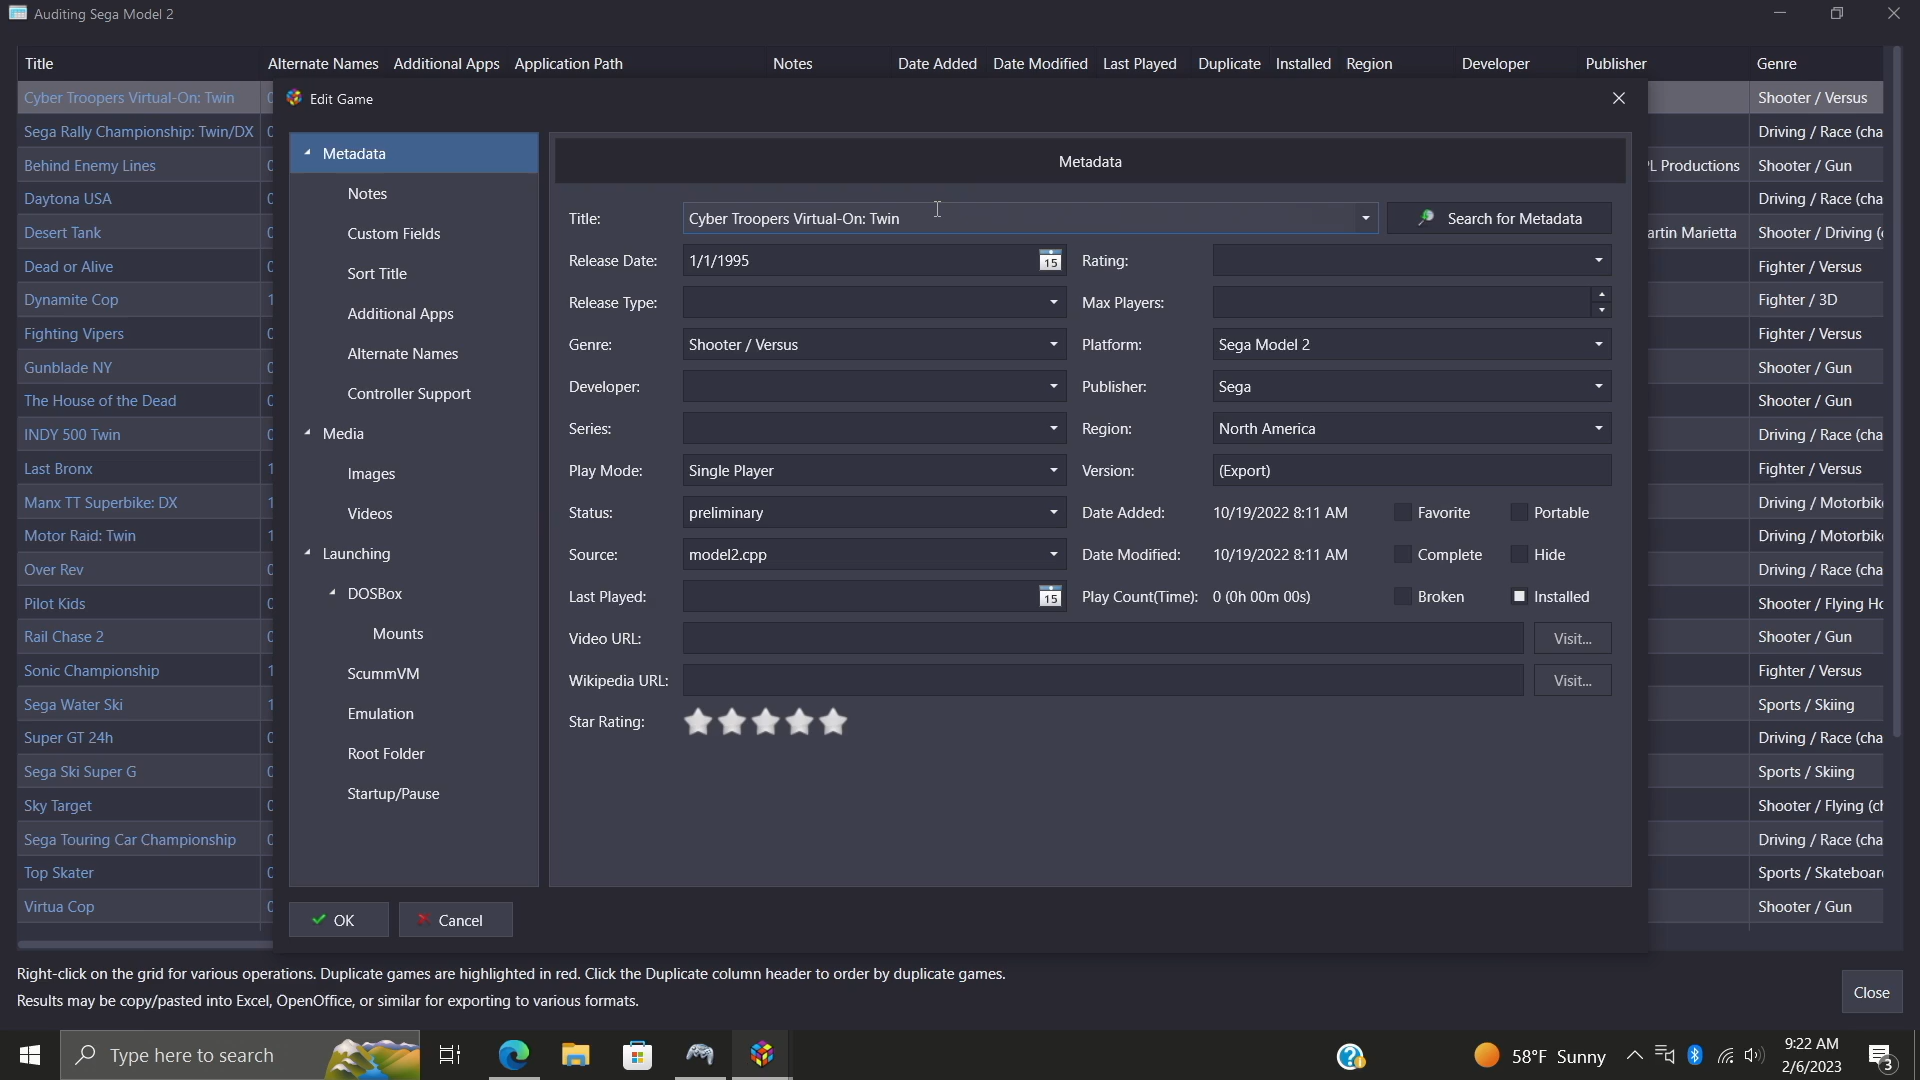 Auditing Sega Model 2
Title Alternate Names Additional Apps Application Path Notes Date Added Date Modified Last Played Duplicate Installed Region Developer Publisher Genre
Cyber Troopers Virtual-On: Twin Shooter / Versus
Edit Game
Sega Rally Championship: Twin/DX Driving / Race (cha
Behind Enemy Lines L Productions Shooter / Gun
Daytona USA Driving / Race (cha
Desert Tank artin Marietta Shooter / Driving (
Dead or Alive Fighter / Versus
Dynamite Cop Fighter / 3D
Fighting Vipers Fighter / Versus
Gunblade NY Shooter / Gun
The House of the Dead Shooter / Gun
INDY 500 Twin Driving / Race (cha
Last Bronx Fighter / Versus
Manx TT Superbike: DX Driving / Motorbik
Motor Raid: Twin Driving / Motorbik
Over Rev Driving / Race (cha
Pilot Kids Shooter / Flying Ho
Rail Chase 2 Shooter / Gun
Sonic Championship Fighter / Versus
Sega Water Ski Sports / Skiing
Super GT 24h Driving / Race (cha
Sega Ski Super G Sports / Skiing
Sky Target Shooter / Flying (ch
Sega Touring Car Championship Driving / Race (cha
Top Skater Sports / Skateboar
Virtua Cop Shooter / Gun
Metadata
Notes
Custom Fields
Sort Title
Additional Apps
Alternate Names
Controller Support
Media
Images
Videos
Launching
DOSBox
Mounts
ScummVM
Emulation
Root Folder
Startup/Pause
Metadata
Title: Cyber Troopers Virtual-On: Twin Search for Metadata
Release Date: 1/1/1995 15 Rating:
Release Type: Max Players:
Genre: Shooter / Versus Platform: Sega Model 2
Developer: Publisher: Sega
Series: Region: North America
Play Mode: Single Player Version: (Export)
Status: preliminary Date Added: 10/19/2022 8:11 AM Favorite Portable
Source: model2.cpp Date Modified: 10/19/2022 8:11 AM Complete Hide
Last Played: 15 Play Count(Time): 0 (0h 00m 00s) Broken Installed
Video URL: Visit...
Wikipedia URL: Visit...
Star Rating:
OK Cancel
Right-click on the grid for various operations. Duplicate games are highlighted in red. Click the Duplicate column header to order by duplicate games.
Results may be copy/pasted into Excel, OpenOffice, or similar for exporting to various formats.
Close
Type here to search 58°F Sunny 9:22 AM
2/6/2023 3